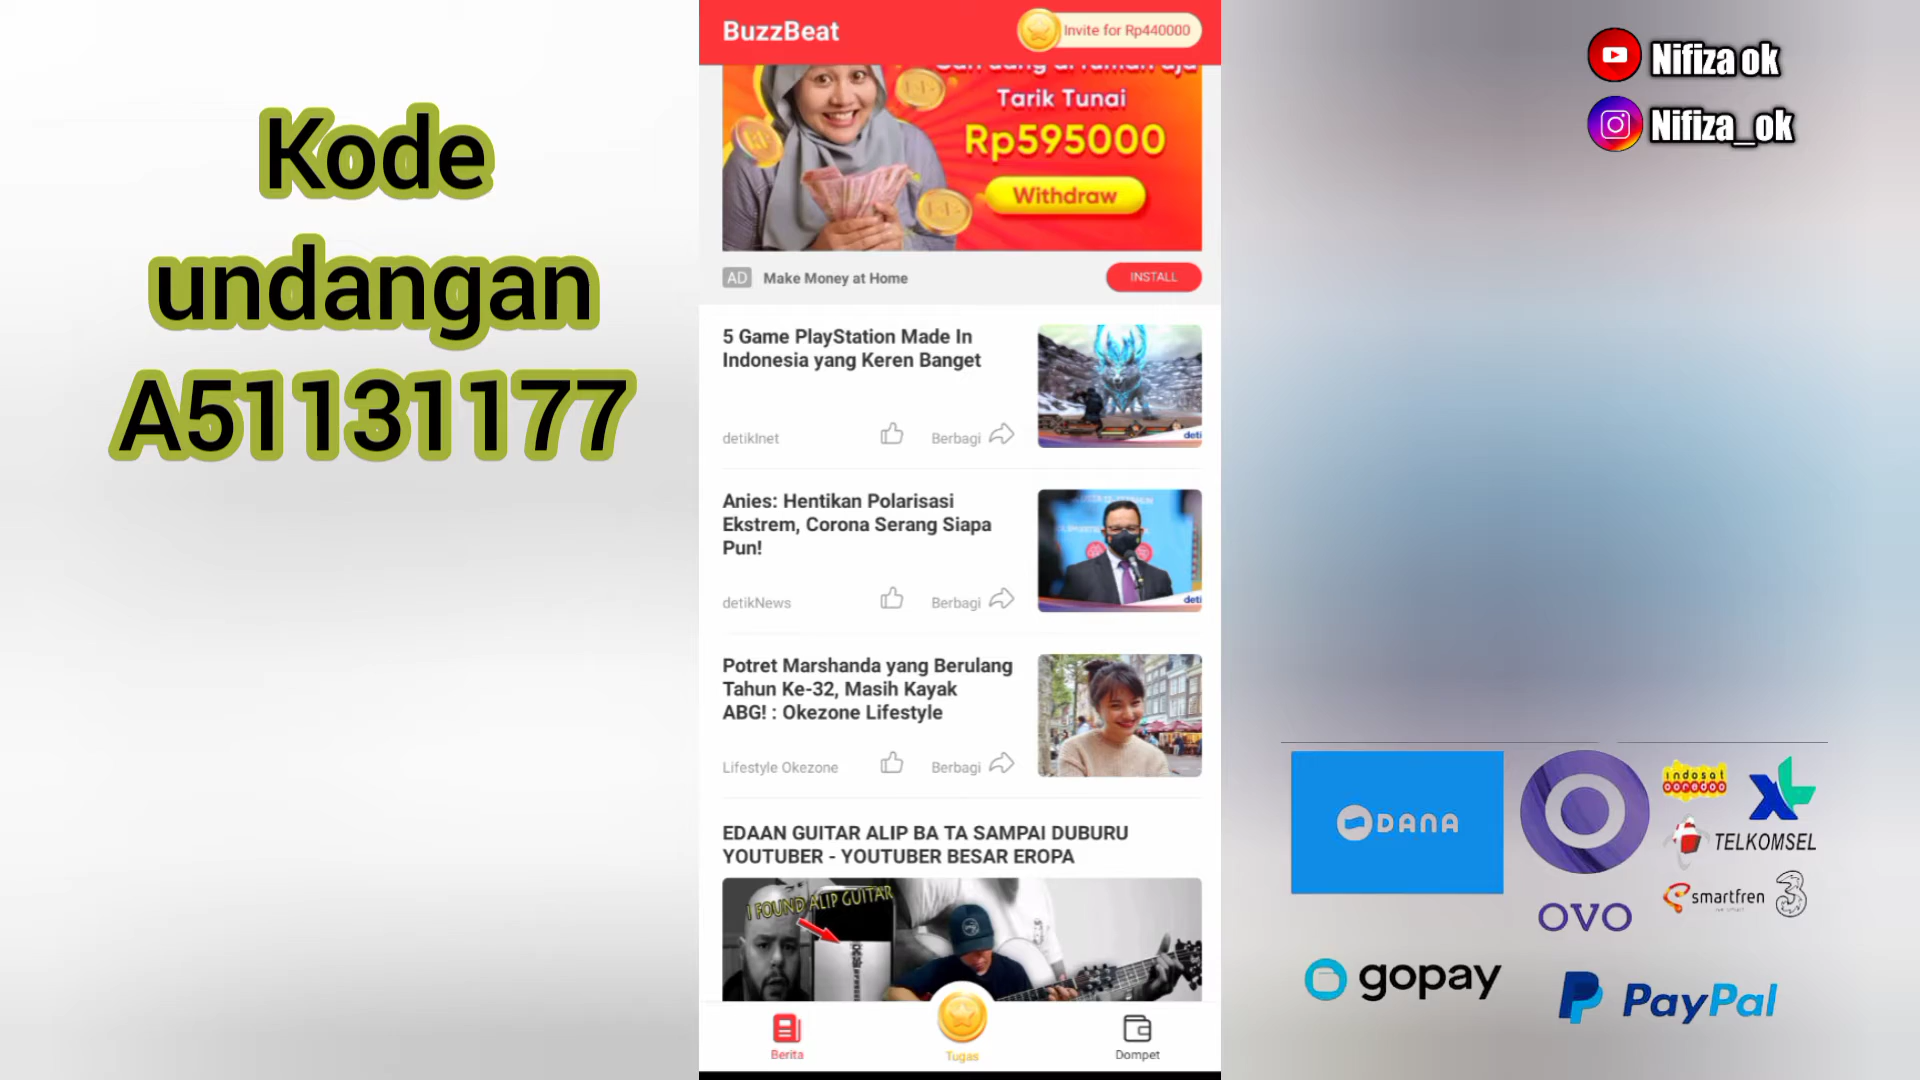 Kode
undangan
A51131177
BuzzBeat
Invite for Rp440000
Tarik Tunai
Rp595000
Withdraw
AD Make Money at Home
INSTALL
5 Game PlayStation Made In
Indonesia yang Keren Banget
detikInet
Berbagi
deti
Anies: Hentikan Polarisasi
Ekstrem, Corona Serang Siapa
Pun!
detikNews
Berbagi
deti
Potret Marshanda yang Berulang
Tahun Ke-32, Masih Kayak
ABG! : Okezone Lifestyle
Lifestyle Okezone
Berbagi
EDAAN GUITAR ALIP BA TA SAMPAI DUBURU
YOUTUBER - YOUTUBER BESAR EROPA
I FOUND ALIP GUITAR
Berita
Tugas
Dompet
Nifiza ok
Nifiza_ok
DANA
OVO
indosat
ooredoo
XL
TELKOMSEL
smartfren
3
gopay
PayPal